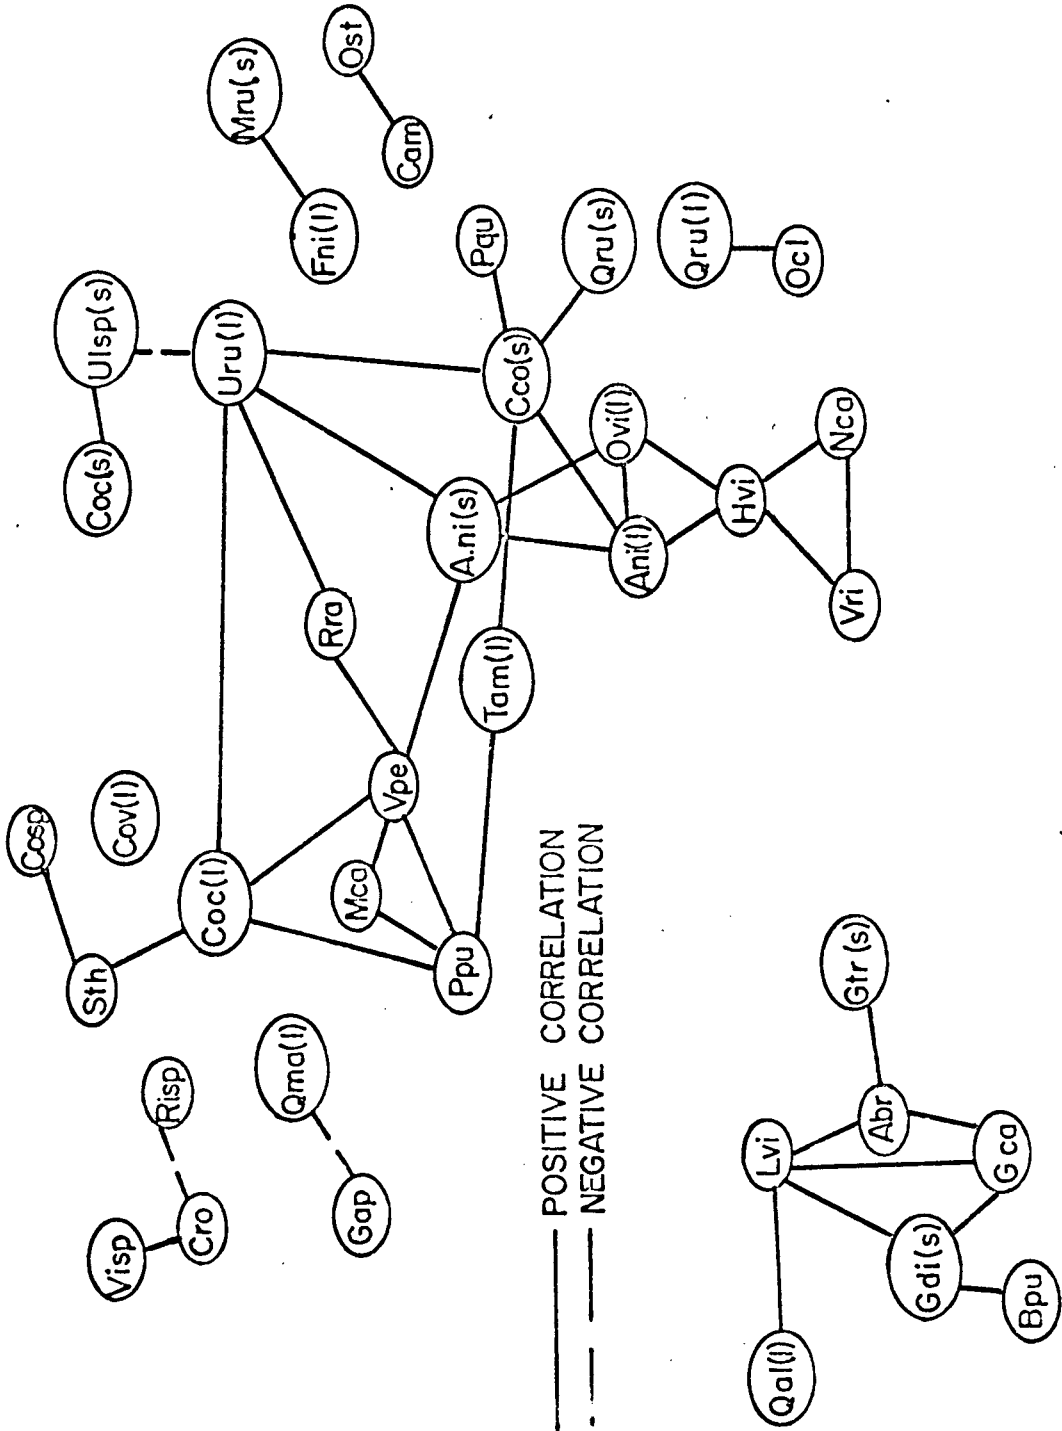 Cosp
Sth
Coc(s)
Ulsp(s)
Visp
Cov(l)
Risp
Cro
Coc(l)
Uru(l)
Mru(s)
Qma(l)
Rra
Fni(l)
Ost
Gap
Mca
Vpe
Cam
Ppu
A.ni(s)
Pqu
Tam(l)
Cco(s)
POSITIVE CORRELATION
NEGATIVE CORRELATION
Qru(s)
Ovi(l)
Ani(l)
Qru(l)
Hvi
Lvi
Qal(l)
Ocl
Nca
Vri
Gtr(s)
Abr
Gdi(s)
Gca
Bpu